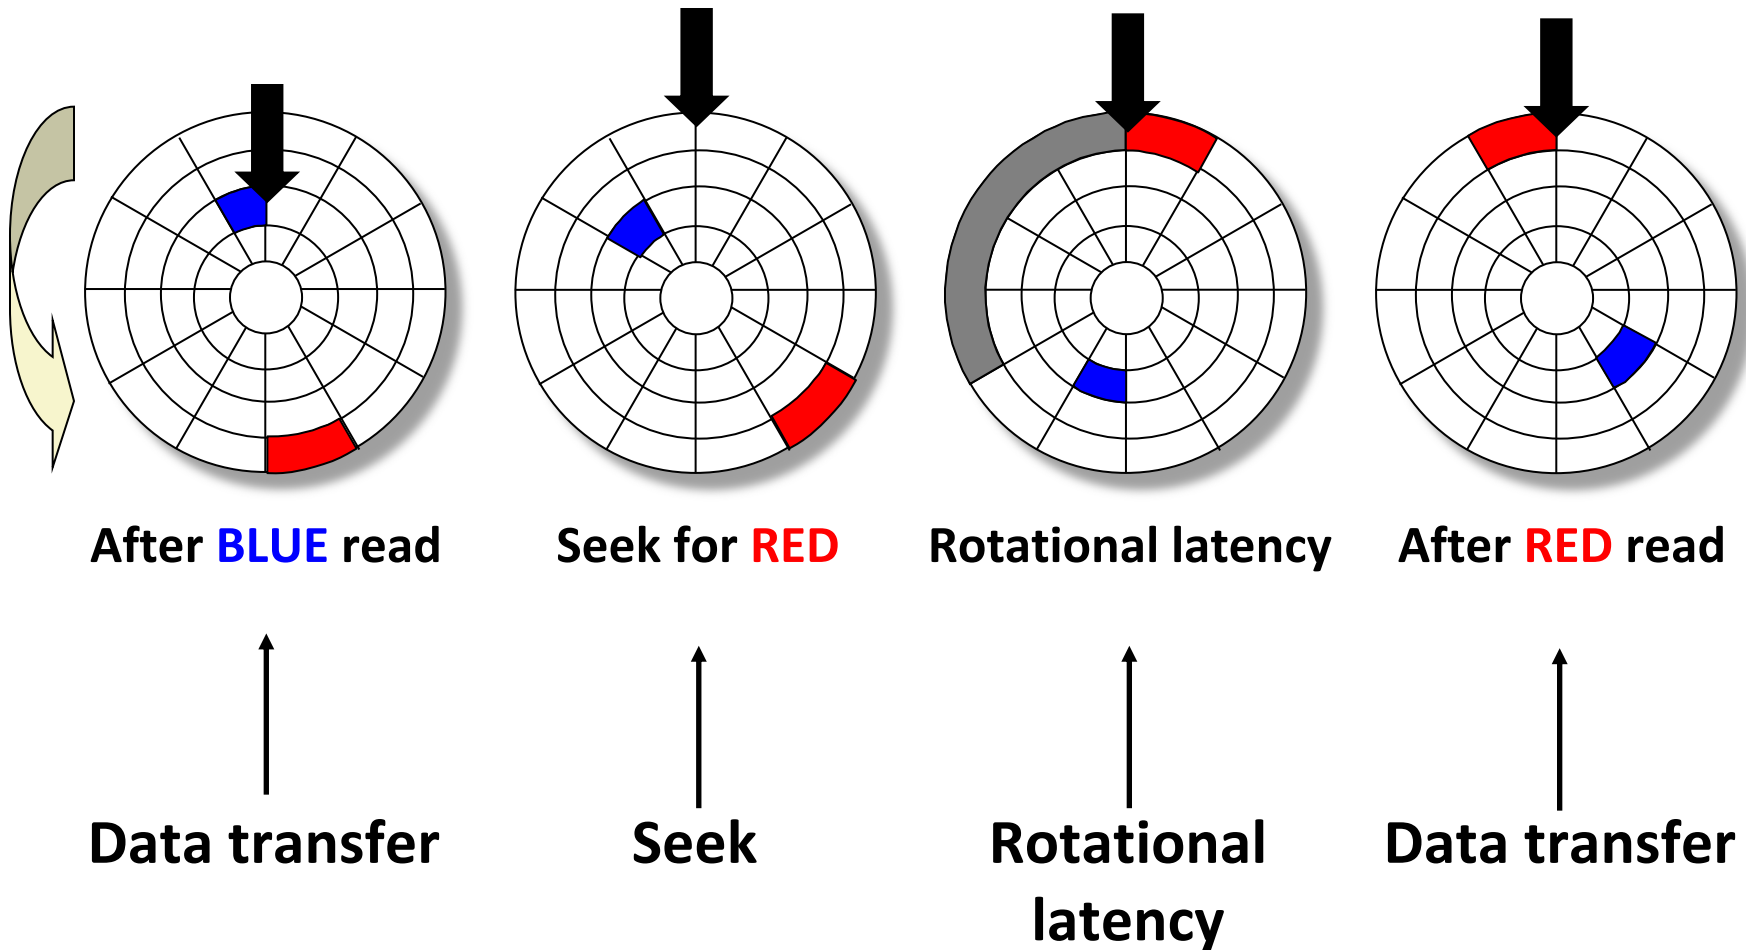 After BLUE read
Seek for RED
Rotational latency
After RED read
Data transfer
Seek
Rotational
latency
Data transfer